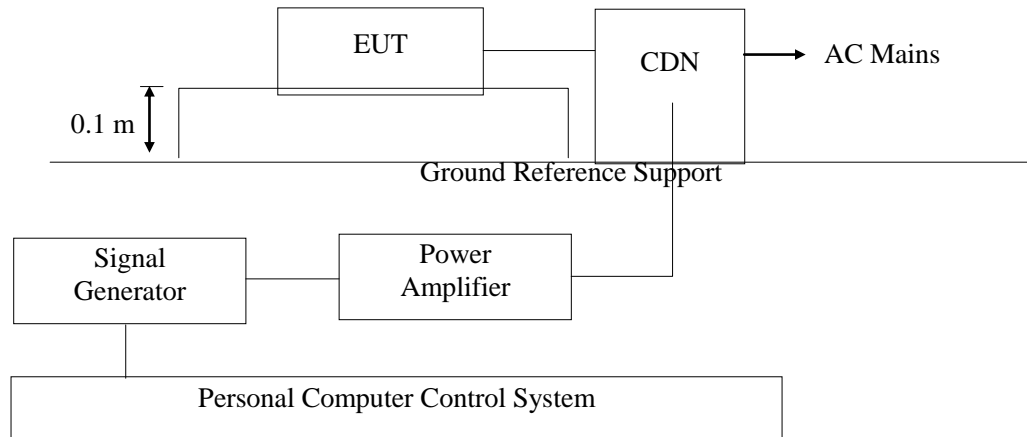 EUT
CDN
AC Mains
0.1 m
Ground Reference Support
Signal
Generator
Power
Amplifier
Personal Computer Control System